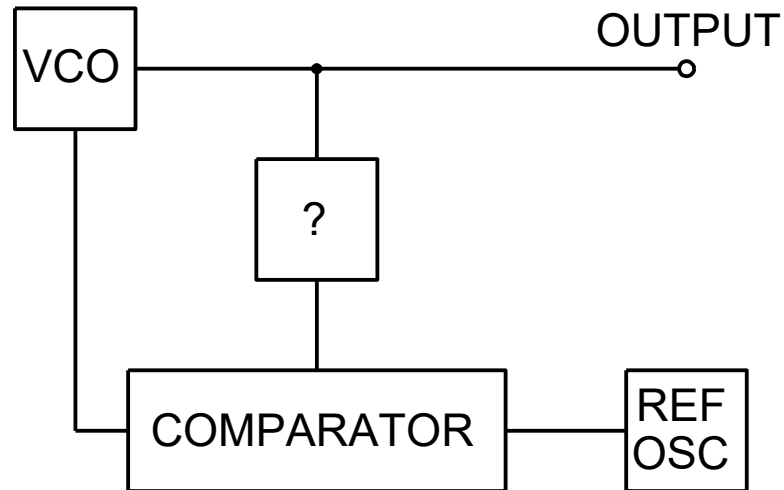 OUTPUT
VCO
?
COMPARATOR
REF
OSC